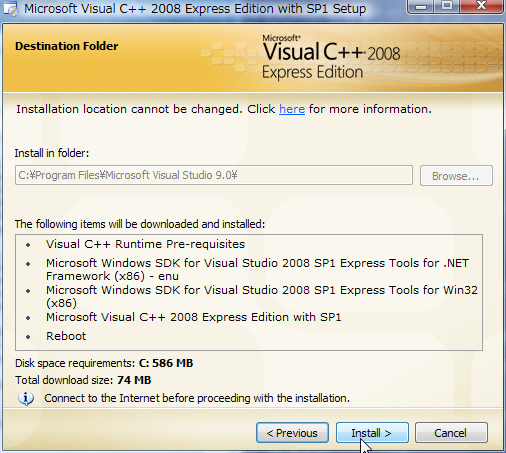 Microsoft Visual C++ 2008 Express Edition with SP1 Setup
Destination Folder
Microsoft®
Visual C++ 2008
Express Edition
Installation location cannot be changed. Click here for more information.
Install in folder:
C:¥Program Files¥Microsoft Visual Studio 9.0¥
Browse...
The following items will be downloaded and installed:
• Visual C++ Runtime Pre-requisites
• Microsoft Windows SDK for Visual Studio 2008 SP1 Express Tools for .NET
Framework (x86) - enu
• Microsoft Windows SDK for Visual Studio 2008 SP1 Express Tools for Win32
(x86)
• Microsoft Visual C++ 2008 Express Edition with SP1
• Reboot
Disk space requirements: C: 586 MB
Total download size: 74 MB
Connect to the Internet before proceeding with the installation.
< Previous
Install >
Cancel